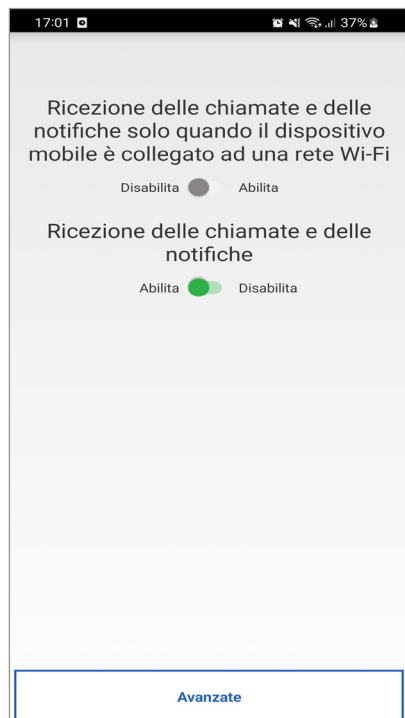 17:01 37%
Ricezione delle chiamate e delle
notifiche solo quando il dispositivo
mobile è collegato ad una rete Wi-Fi
Disabilita Abilita
Ricezione delle chiamate e delle
notifiche
Abilita Disabilita
Avanzate